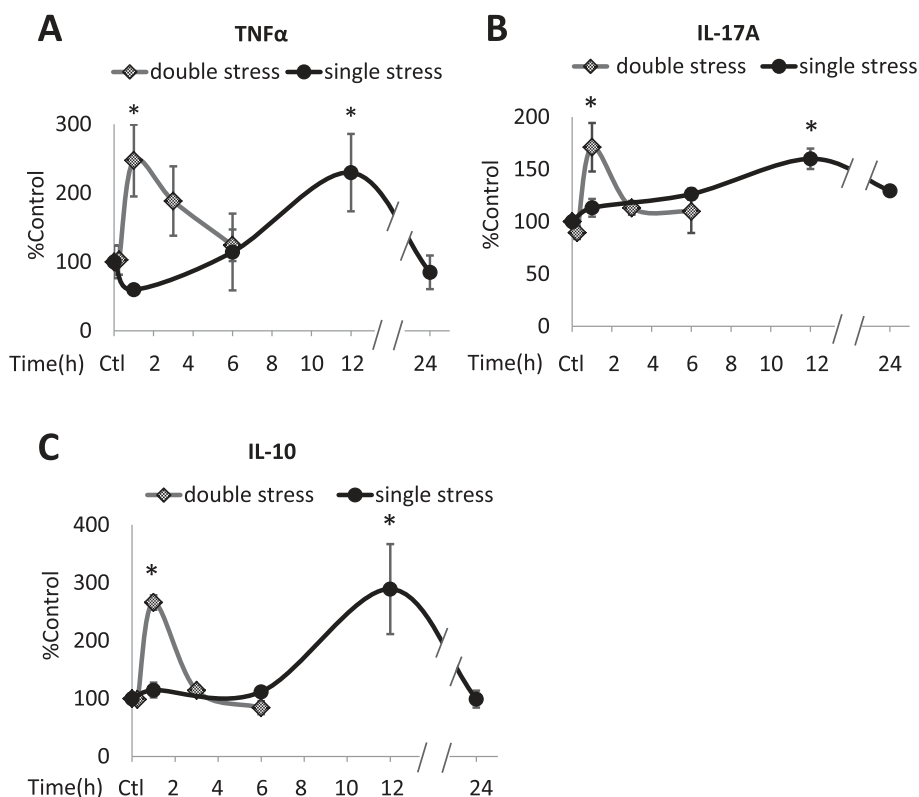 A
TNFα
double stress single stress
*
*
300
200
100
0
%Control
Time(h) Ctl 2 4 6 8 10 12 24
B
IL-17A
double stress single stress
*
*
200
150
100
50
0
%Control
Time(h) Ctl 2 4 6 8 10 12 24
C
IL-10
double stress single stress
*
*
400
300
200
100
0
%Control
Time(h) Ctl 2 4 6 8 10 12 24